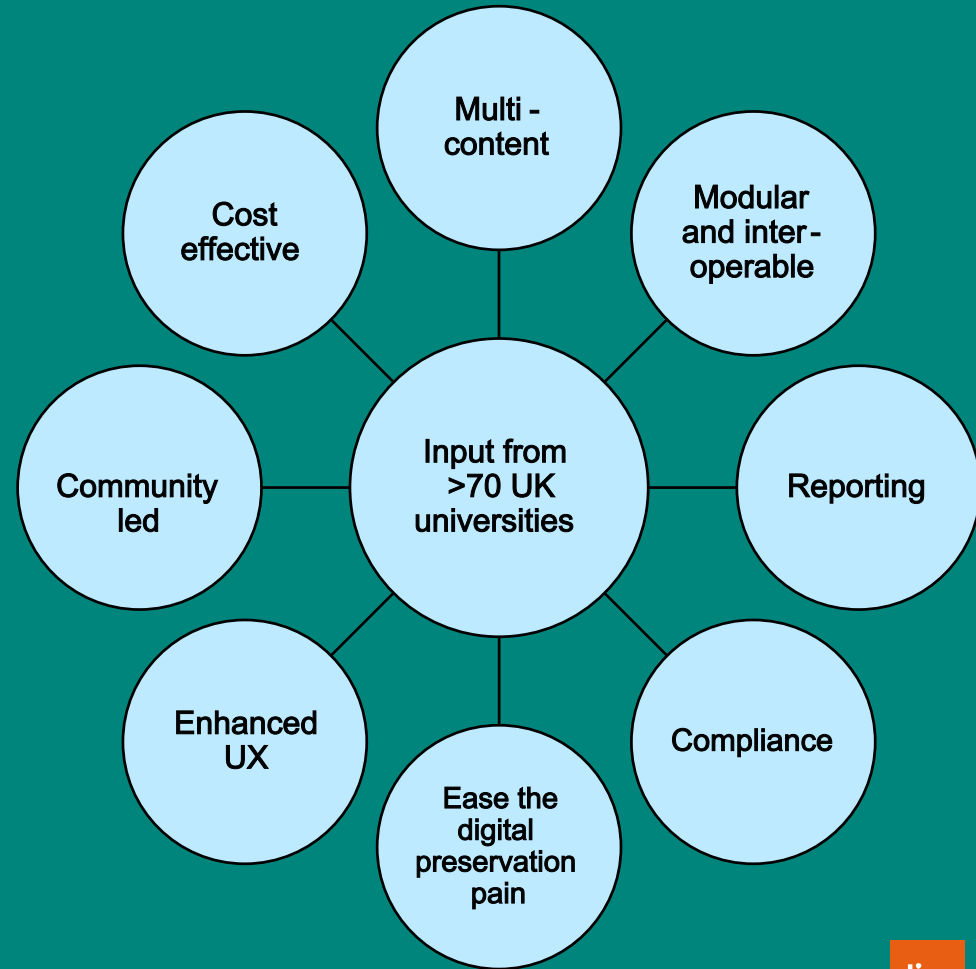 Multi -
content
Modular
and inter -
operable
Cost
effective
Input from
>70 UK
universities
Community
led
Reporting
Enhanced
UX
Compliance
Ease the
digital
preservation
pain